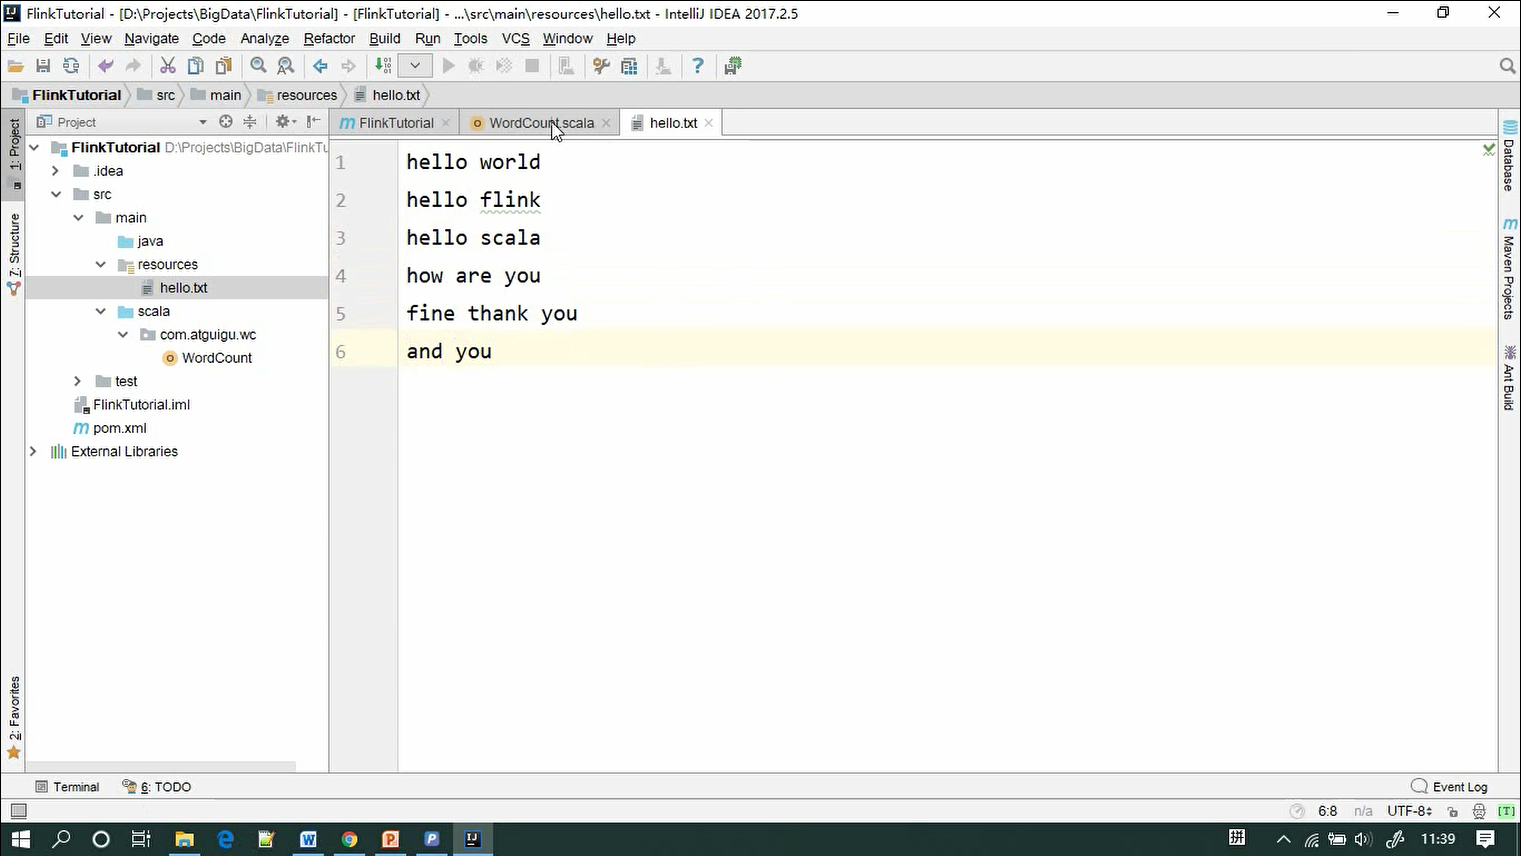 FlinkTutorial - [D:\Projects\BigData\FlinkTutorial] - [FlinkTutorial] - ...\src\main\resources\hello.txt - IntelliJ IDEA 2017.2.5
File Edit View Navigate Code Analyze Refactor Build Run Tools VCS Window Help
FlinkTutorial src main resources hello.txt
Project
FlinkTutorial
WordCount.scala
hello.txt
1: Project
7: Structure
2: Favorites
FlinkTutorial D:\Projects\BigData\FlinkTu
.idea
src
main
java
resources
hello.txt
scala
com.atguigu.wc
WordCount
test
FlinkTutorial.iml
pom.xml
External Libraries
1 hello world
2 hello flink
3 hello scala
4 how are you
5 fine thank you
6 and you
Database
Maven Projects
Ant Build
Terminal 6: TODO Event Log
6:8 n/a UTF-8 [T]
拼 11:39